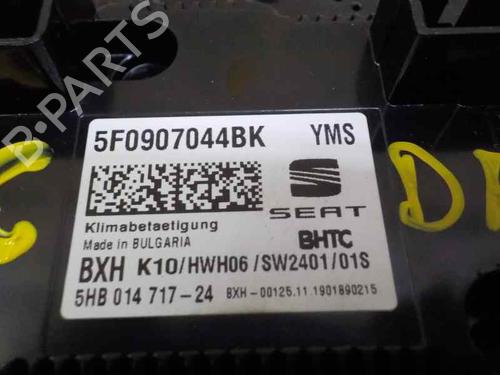 5F0907044BK YMS
SEAT
Klimabetaetigung
Made in BULGARIA
BHTC
BXH K10/HWH06/SW2401/01S
5HB 014 717-24 BXH-00125.11 1901890215
B-PARTS